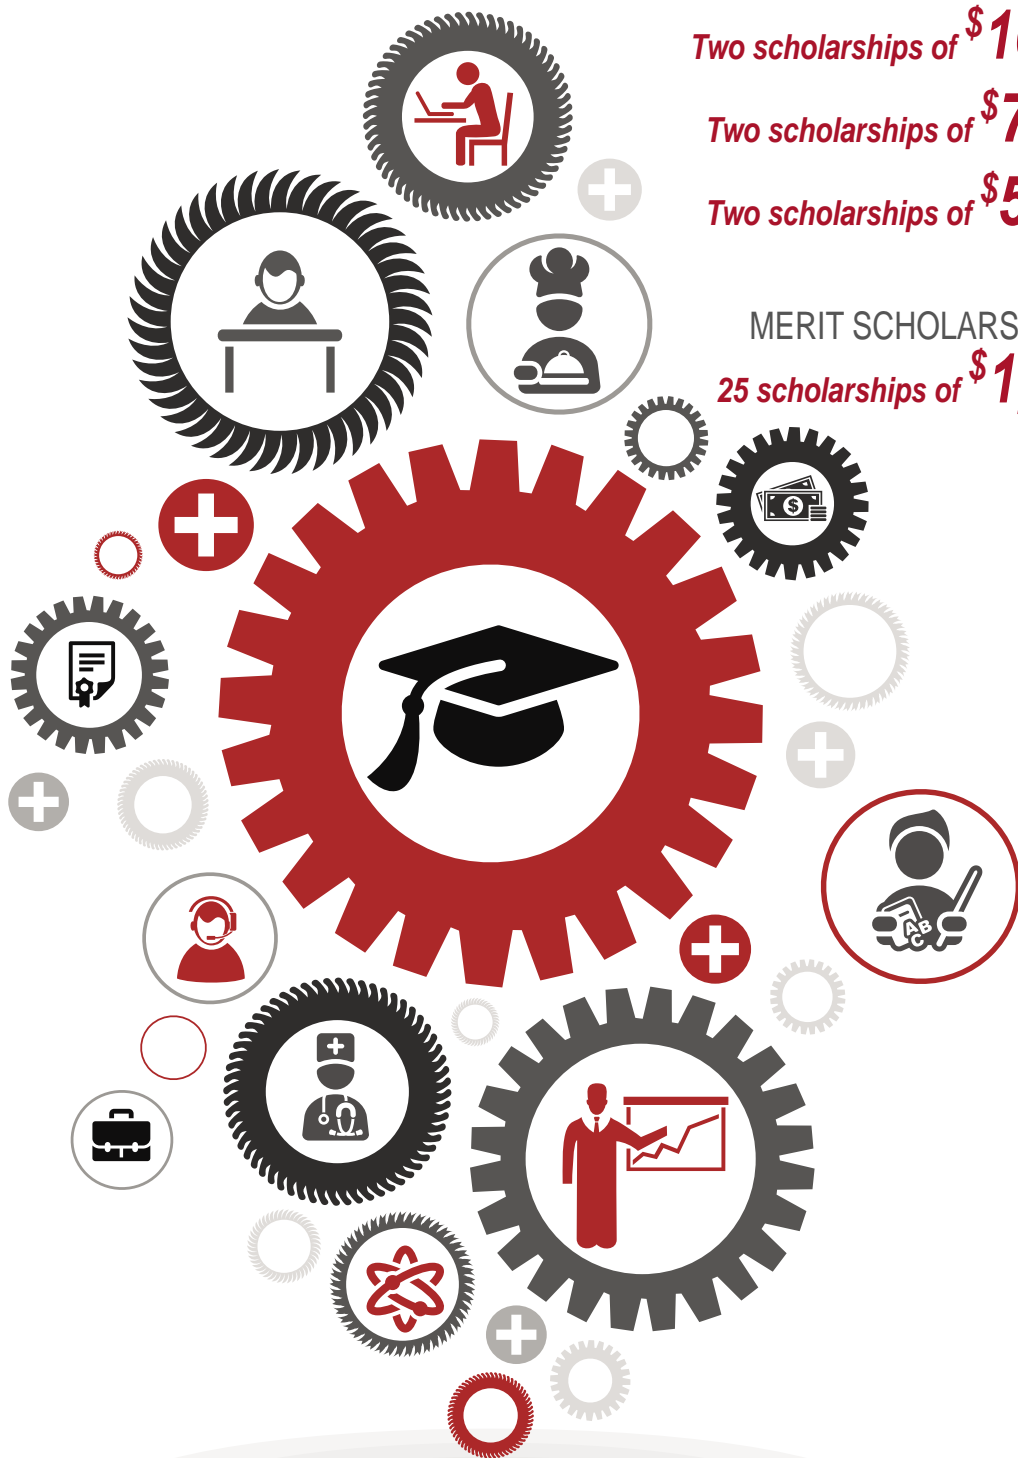 Two scholarships of $1
Two scholarships of $7
Two scholarships of $5
MERIT SCHOLARS
25 scholarships of $1,
$
A
B
C